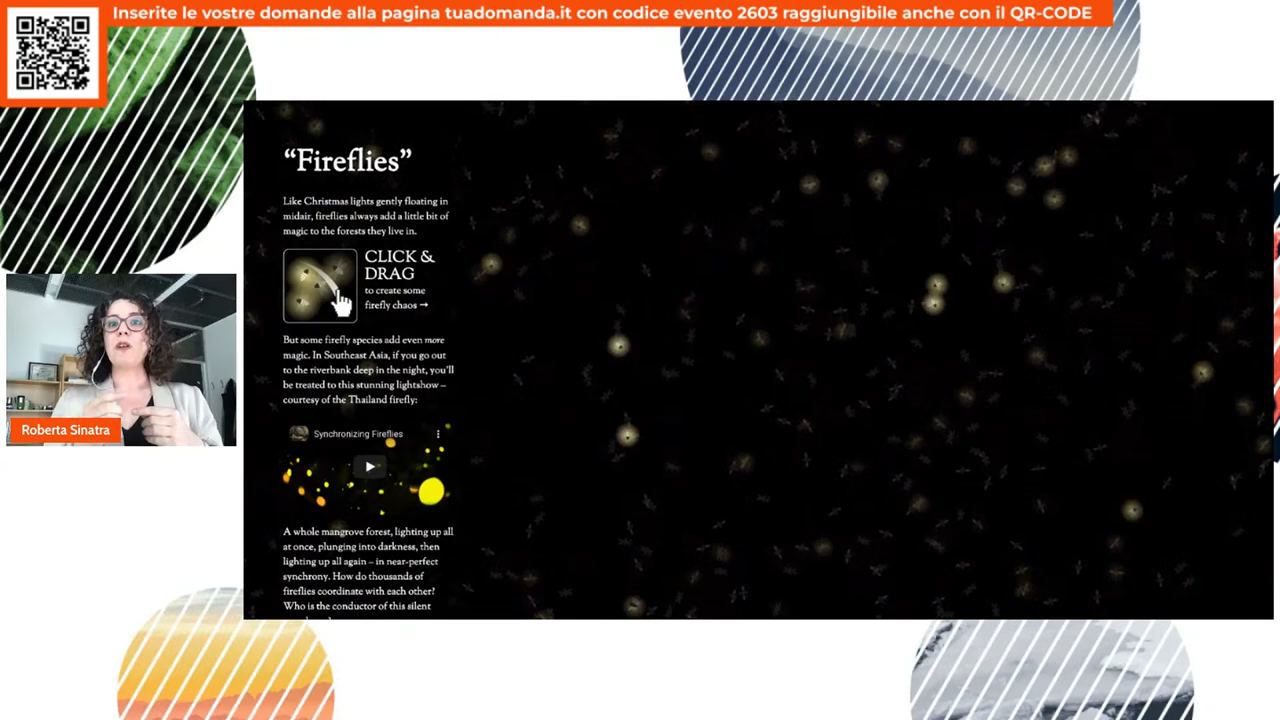 Inserite le vostre domande alla pagina tuadomanda.it con codice evento 2603 raggiungibile anche con il QR-CODE
“Fireflies”
Like Christmas lights gently floating in
midair, fireflies always add a little bit of
magic to the forests they live in.
CLICK &
DRAG
to create some
firefly chaos →
But some firefly species add even more
magic. In Southeast Asia, if you go out
to the riverbank deep in the night, you'll
be treated to this stunning lightshow –
courtesy of the Thailand firefly:
Synchronizing Fireflies
A whole mangrove forest, lighting up all
at once, plunging into darkness, then
lighting up all again – in near-perfect
synchrony. How do thousands of
fireflies coordinate with each other?
Who is the conductor of this silent
Roberta Sinatra